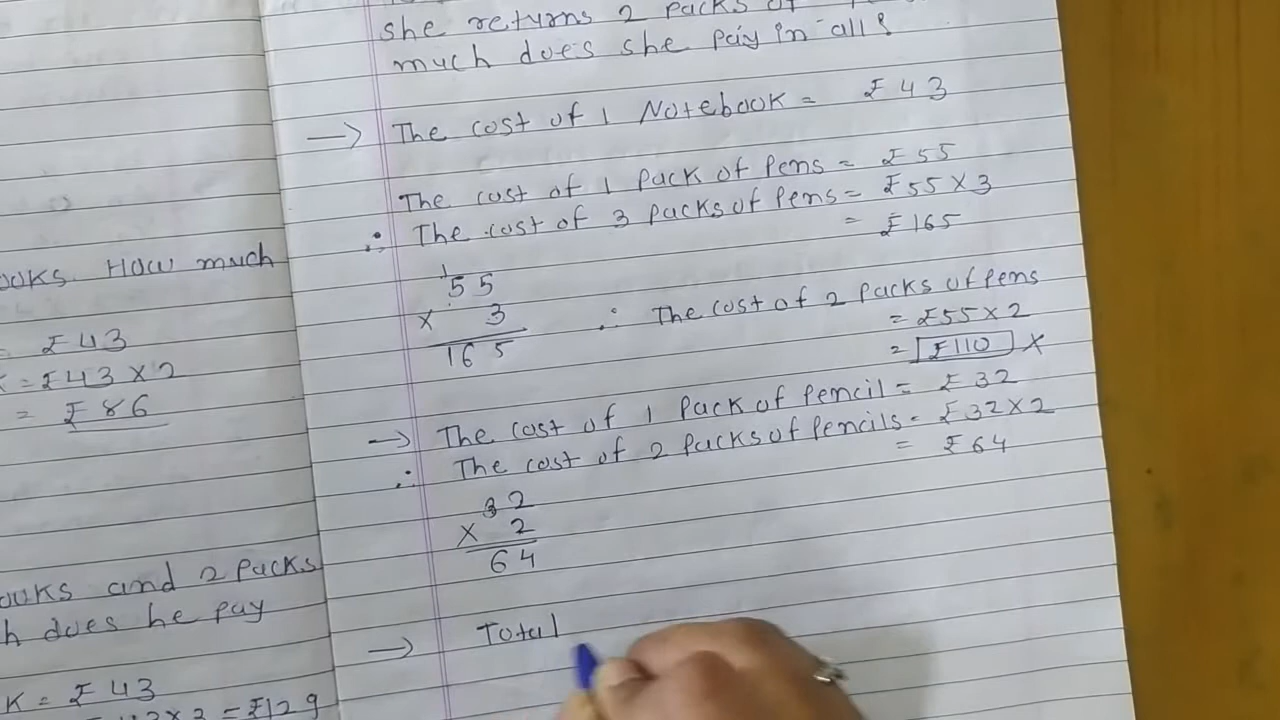 ooks. How much
= ₹43
= ₹43 × 2
= ₹86
ooks and 2 packs
h does he pay
K = ₹43
= ₹129
she returns 2 packs of
much does she pay in all?
→ The cost of 1 Notebook = ₹43
The cost of 1 pack of pens = ₹55
∴ The cost of 3 packs of pens = ₹55 × 3
= ₹165
1
55
× 3
165
∴ The cost of 2 packs of pens
= ₹55 × 2
= ₹110 ×
→ The cost of 1 pack of pencil = ₹32
∴ The cost of 2 packs of pencils = ₹32 × 2
= ₹64
32
× 2
64
→ Total